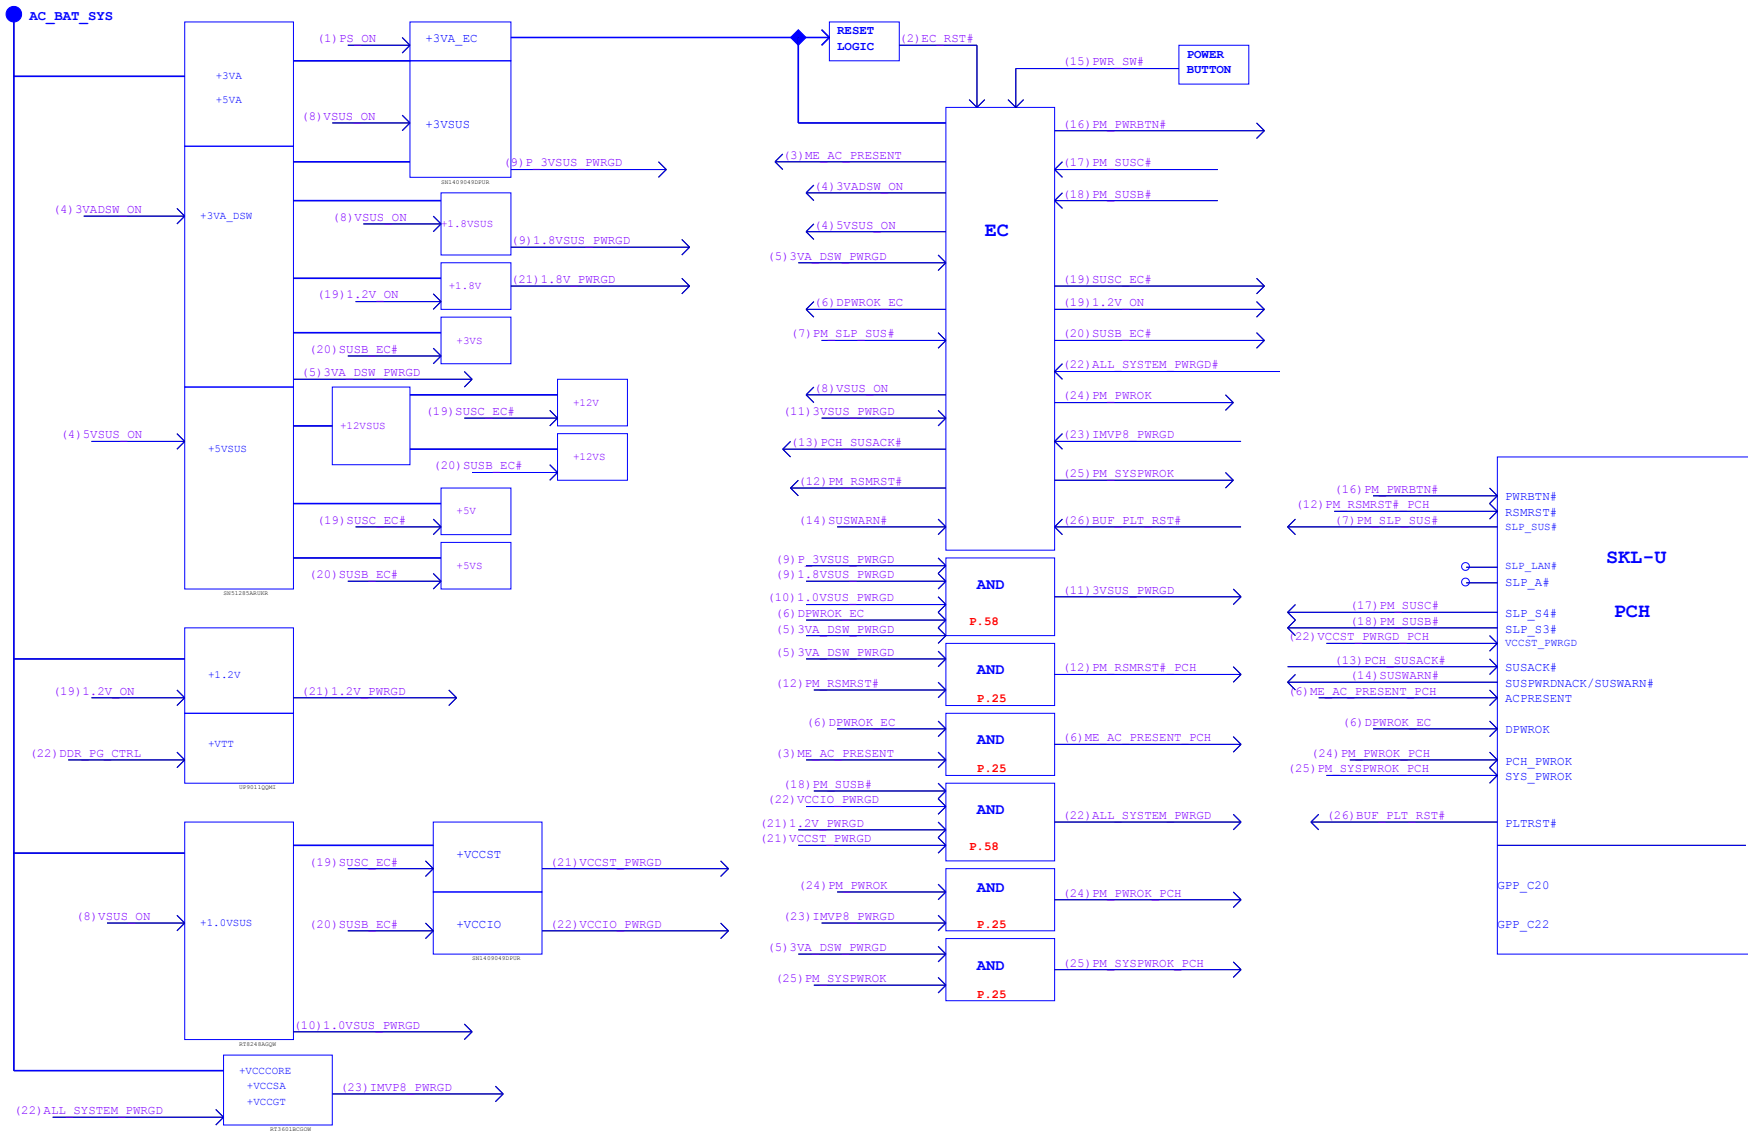 AC_BAT_SYS
+3VA
+5VA
(1)PS_ON
+3VA_EC
(8)VSUS_ON
+3VSUS
(9)P_3VSUS_PWRGD
SN1409049DPUR
(4)3VADSW_ON
+3VA_DSW
(8)VSUS_ON
+1.8VSUS
(9)1.8VSUS_PWRGD
(19)1.2V_ON
+1.8V
(21)1.8V_PWRGD
+3VS
(20)SUSB_EC#
(5)3VA_DSW_PWRGD
(4)5VSUS_ON
+5VSUS
+12VSUS
(19)SUSC_EC#
+12V
(20)SUSB_EC#
+12VS
+5V
(19)SUSC_EC#
+5VS
(20)SUSB_EC#
SN51285ARUKR
+1.2V
(19)1.2V_ON
(21)1.2V_PWRGD
+VTT
(22)DDR_PG_CTRL
UP9011QQMI
(8)VSUS_ON
+1.0VSUS
(19)SUSC_EC#
+VCCST
(21)VCCST_PWRGD
(20)SUSB_EC#
+VCCIO
(22)VCCIO_PWRGD
SN1409049DPUR
(10)1.0VSUS_PWRGD
RT8248AGQW
+VCCCORE
+VCCSA
+VCCGT
(23)IMVP8_PWRGD
(22)ALL_SYSTEM_PWRGD
RESET
LOGIC
(2)EC_RST#
(15)PWR_SW#
POWER
BUTTON
EC
(3)ME_AC_PRESENT
(4)3VADSW_ON
(4)5VSUS_ON
(5)3VA_DSW_PWRGD
(6)DPWROK_EC
(7)PM_SLP_SUS#
(8)VSUS_ON
(11)3VSUS_PWRGD
(13)PCH_SUSACK#
(12)PM_RSMRST#
(14)SUSWARN#
(16)PM_PWRBTN#
(17)PM_SUSC#
(18)PM_SUSB#
(19)SUSC_EC#
(19)1.2V_ON
(20)SUSB_EC#
(22)ALL_SYSTEM_PWRGD#
(24)PM_PWROK
(23)IMVP8_PWRGD
(25)PM_SYSPWROK
(26)BUF_PLT_RST#
(9)P_3VSUS_PWRGD
(9)1.8VSUS_PWRGD
(10)1.0VSUS_PWRGD
(6)DPWROK_EC
(5)3VA_DSW_PWRGD
AND
P.58
(11)3VSUS_PWRGD
(5)3VA_DSW_PWRGD
(12)PM_RSMRST#
AND
P.25
(12)PM_RSMRST#_PCH
(6)DPWROK_EC
(3)ME_AC_PRESENT
AND
P.25
(6)ME_AC_PRESENT_PCH
(18)PM_SUSB#
(22)VCCIO_PWRGD
(21)1.2V_PWRGD
(21)VCCST_PWRGD
AND
P.58
(22)ALL_SYSTEM_PWRGD
(24)PM_PWROK
(23)IMVP8_PWRGD
AND
P.25
(24)PM_PWROK_PCH
(5)3VA_DSW_PWRGD
(25)PM_SYSPWROK
AND
P.25
(25)PM_SYSPWROK_PCH
SKL-U
PCH
(16)PM_PWRBTN#
PWRBTN#
(12)PM_RSMRST#_PCH
RSMRST#
(7)PM_SLP_SUS#
SLP_SUS#
SLP_LAN#
SLP_A#
(17)PM_SUSC#
SLP_S4#
(18)PM_SUSB#
SLP_S3#
(22)VCCST_PWRGD_PCH
VCCST_PWRGD
(13)PCH_SUSACK#
SUSACK#
(14)SUSWARN#
SUSPWRDNACK/SUSWARN#
(6)ME_AC_PRESENT_PCH
ACPRESENT
(6)DPWROK_EC
DPWROK
(24)PM_PWROK_PCH
PCH_PWROK
(25)PM_SYSPWROK_PCH
SYS_PWROK
(26)BUF_PLT_RST#
PLTRST#
GPP_C20
GPP_C22